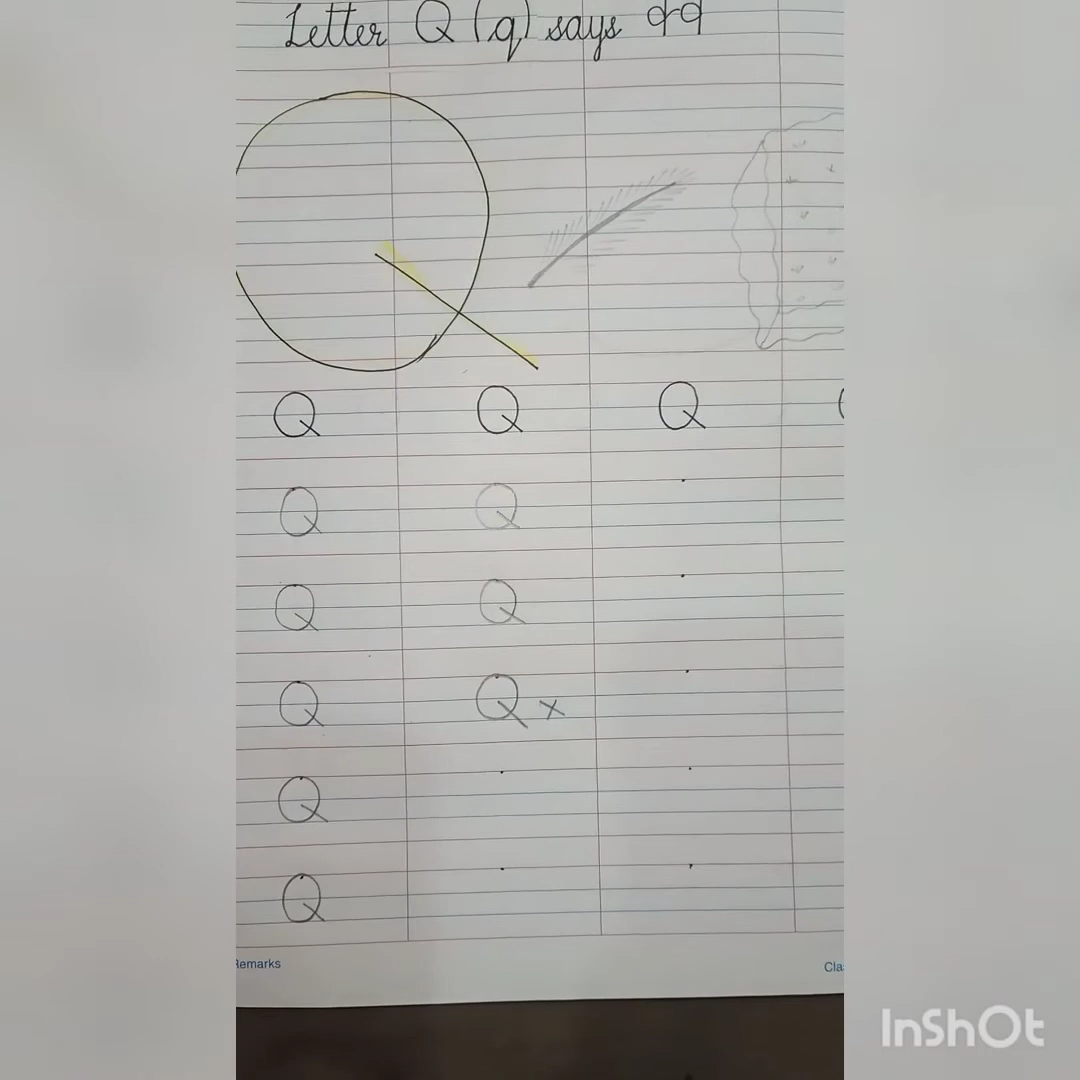 Letter Q (q) says qq
Q Q Q
Q Q
Q Q
Q Q x
Q
Q
Remarks
InShOt